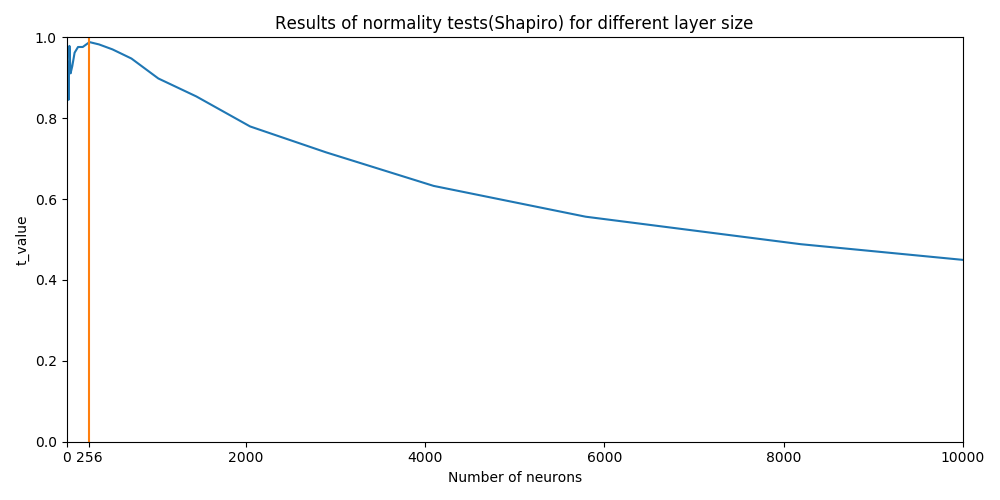 Results of normality tests(Shapiro) for different layer size
1.0
0.8
0.6
0.4
0.2
0.0
t_value
0 256 2000 4000 6000 8000 10000
Number of neurons